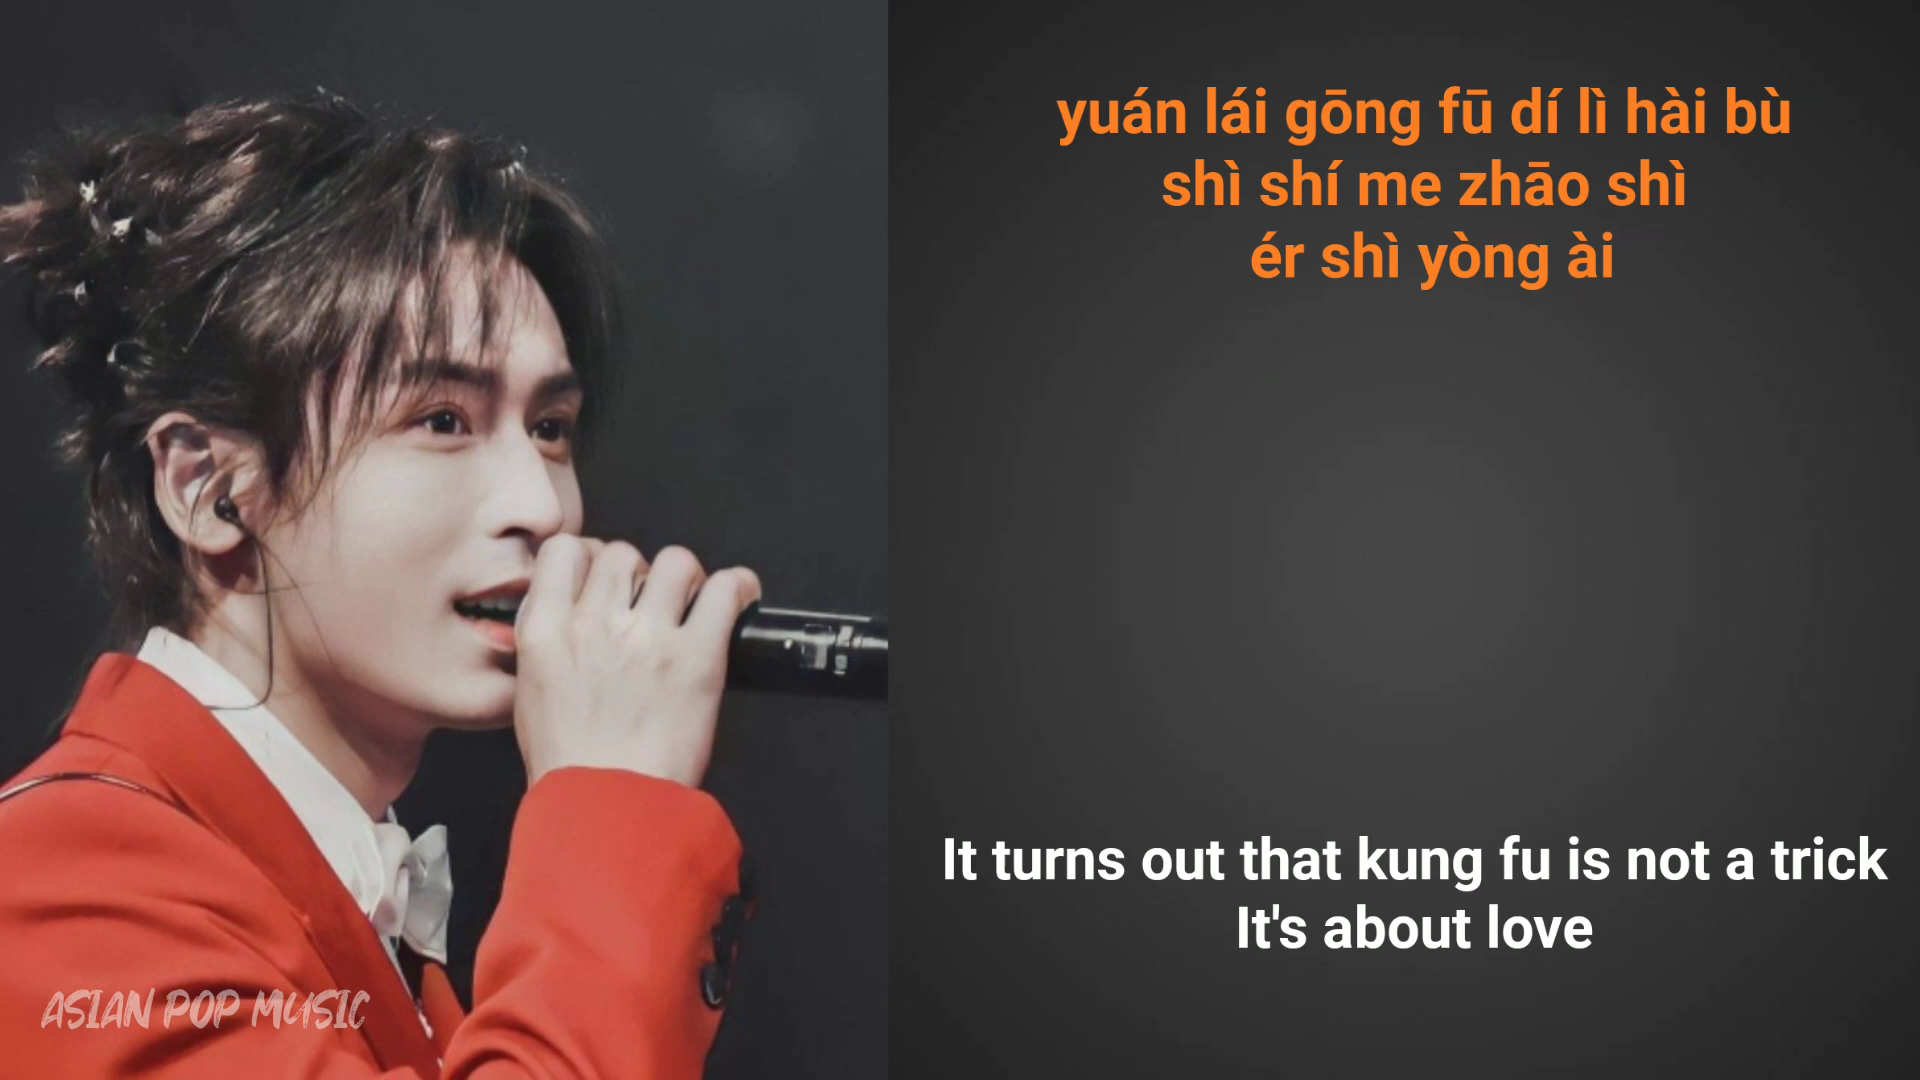 yuán lái gōng fū dí lì hài bù
shì shí me zhāo shì
ér shì yòng ài
It turns out that kung fu is not a trick
It's about love
ASIAN POP MUSIC